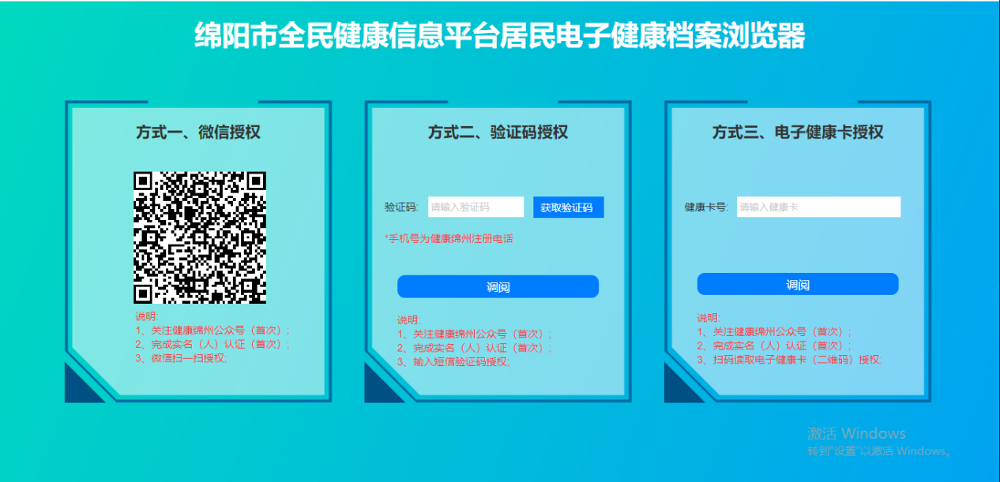 绵阳市全民健康信息平台居民电子健康档案浏览器
方式一、微信授权
说明:
1、关注健康绵州公众号（首次）;
2、完成实名（人）认证（首次）;
3、微信扫一扫授权;
方式二、验证码授权
验证码: 请输入验证码 获取验证码
*手机号为健康绵州注册电话
调阅
说明:
1、关注健康绵州公众号（首次）;
2、完成实名（人）认证（首次）;
3、输入短信验证码授权;
方式三、电子健康卡授权
健康卡号: 请输入健康卡
调阅
说明:
1、关注健康绵州公众号（首次）;
2、完成实名（人）认证（首次）;
3、扫码读取电子健康卡（二维码）授权;
激活 Windows
转到"设置"以激活 Windows。